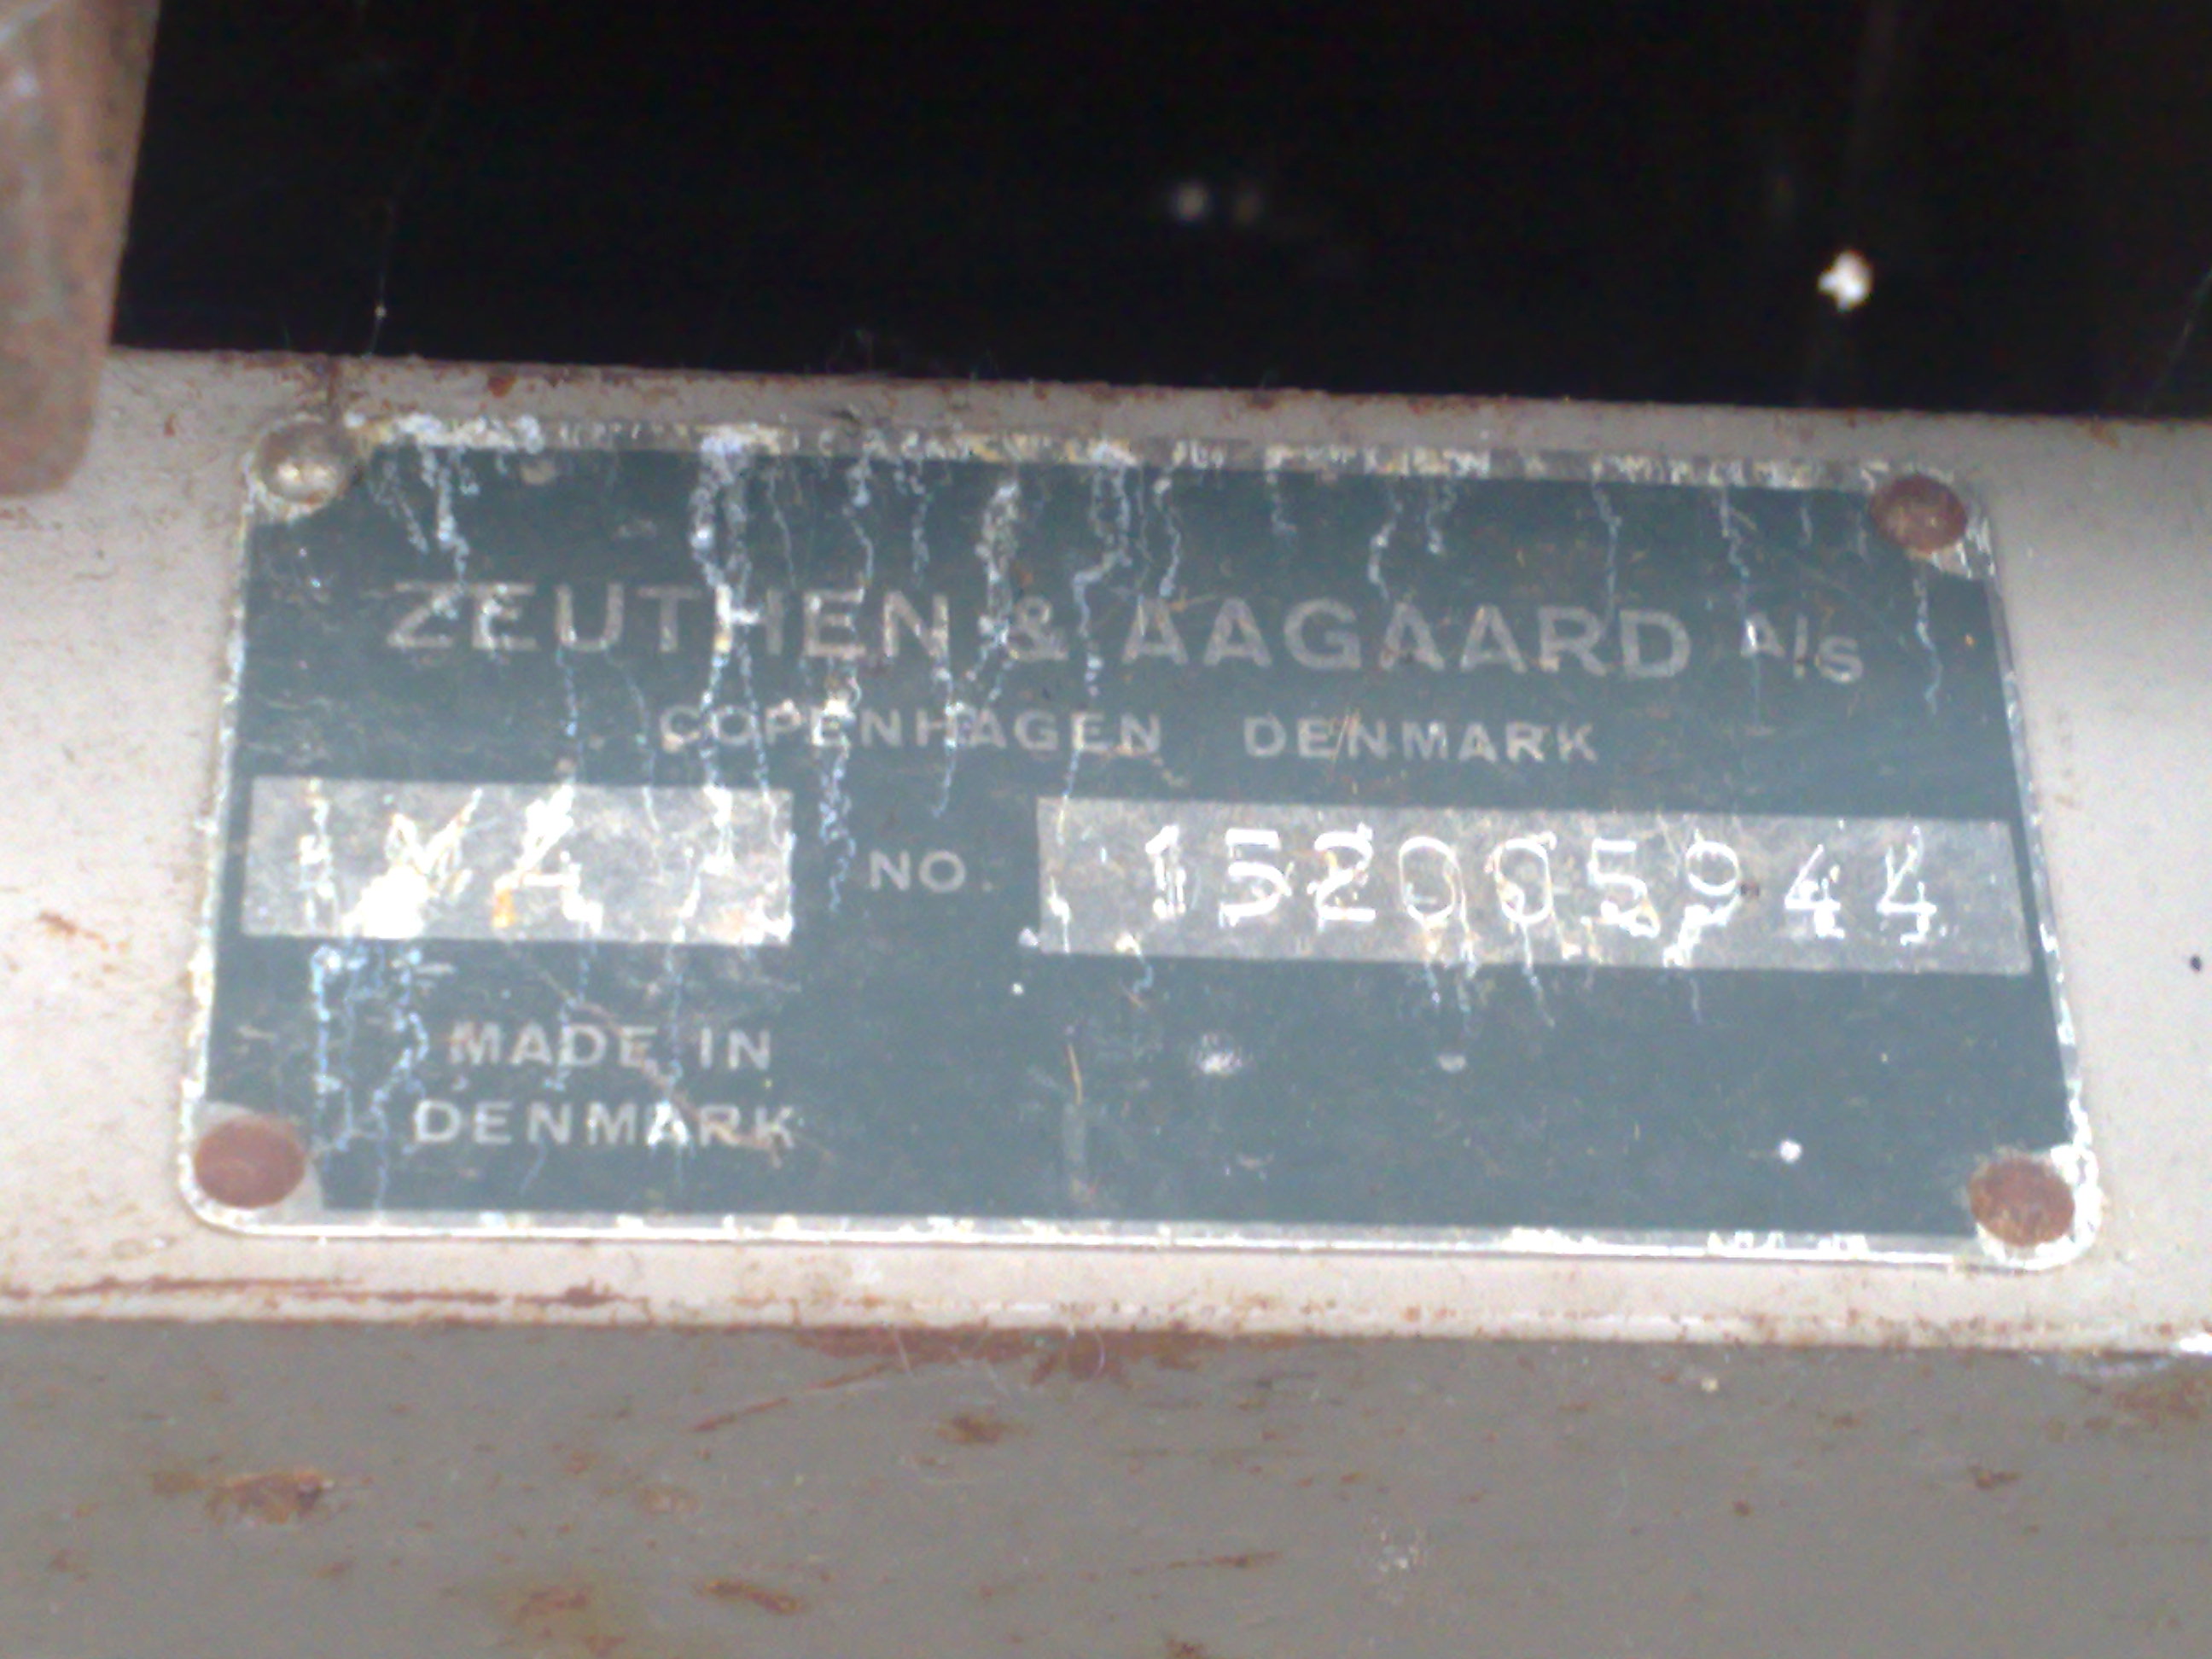 ZEUTHEN & AAGAARD A/S
COPENHAGEN DENMARK
NO. 152005944
MADE IN
DENMARK